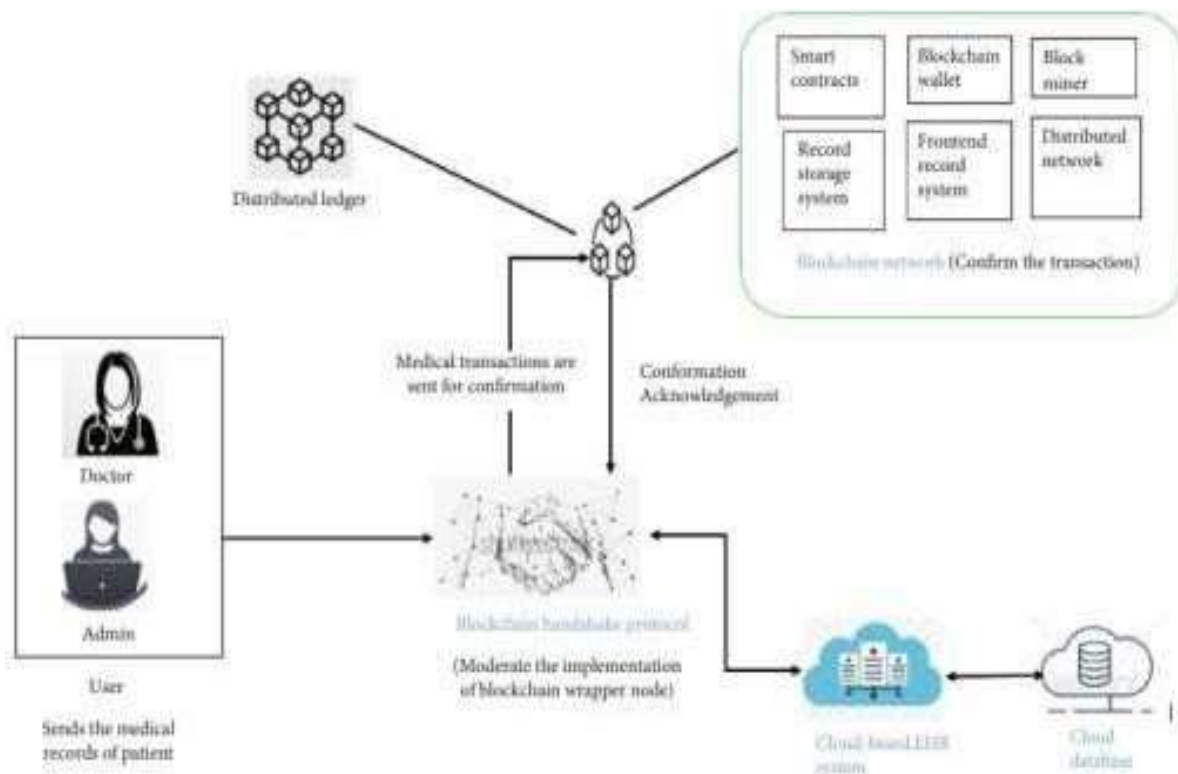 Smart
contracts
Blockchain
wallet
Block
miner
Record
storage
system
Frontend
record
system
Distributed
network
Blockchain network (Confirm the transaction)
Distributed ledger
Medical transactions are
sent for confirmation
Conformation
Acknowledgement
Doctor
Admin
User
Sends the medical
records of patient
Blockchain handshake protocol
(Moderate the implementation
of blockchain wrapper node)
Cloud-based EHR
system
Cloud
database